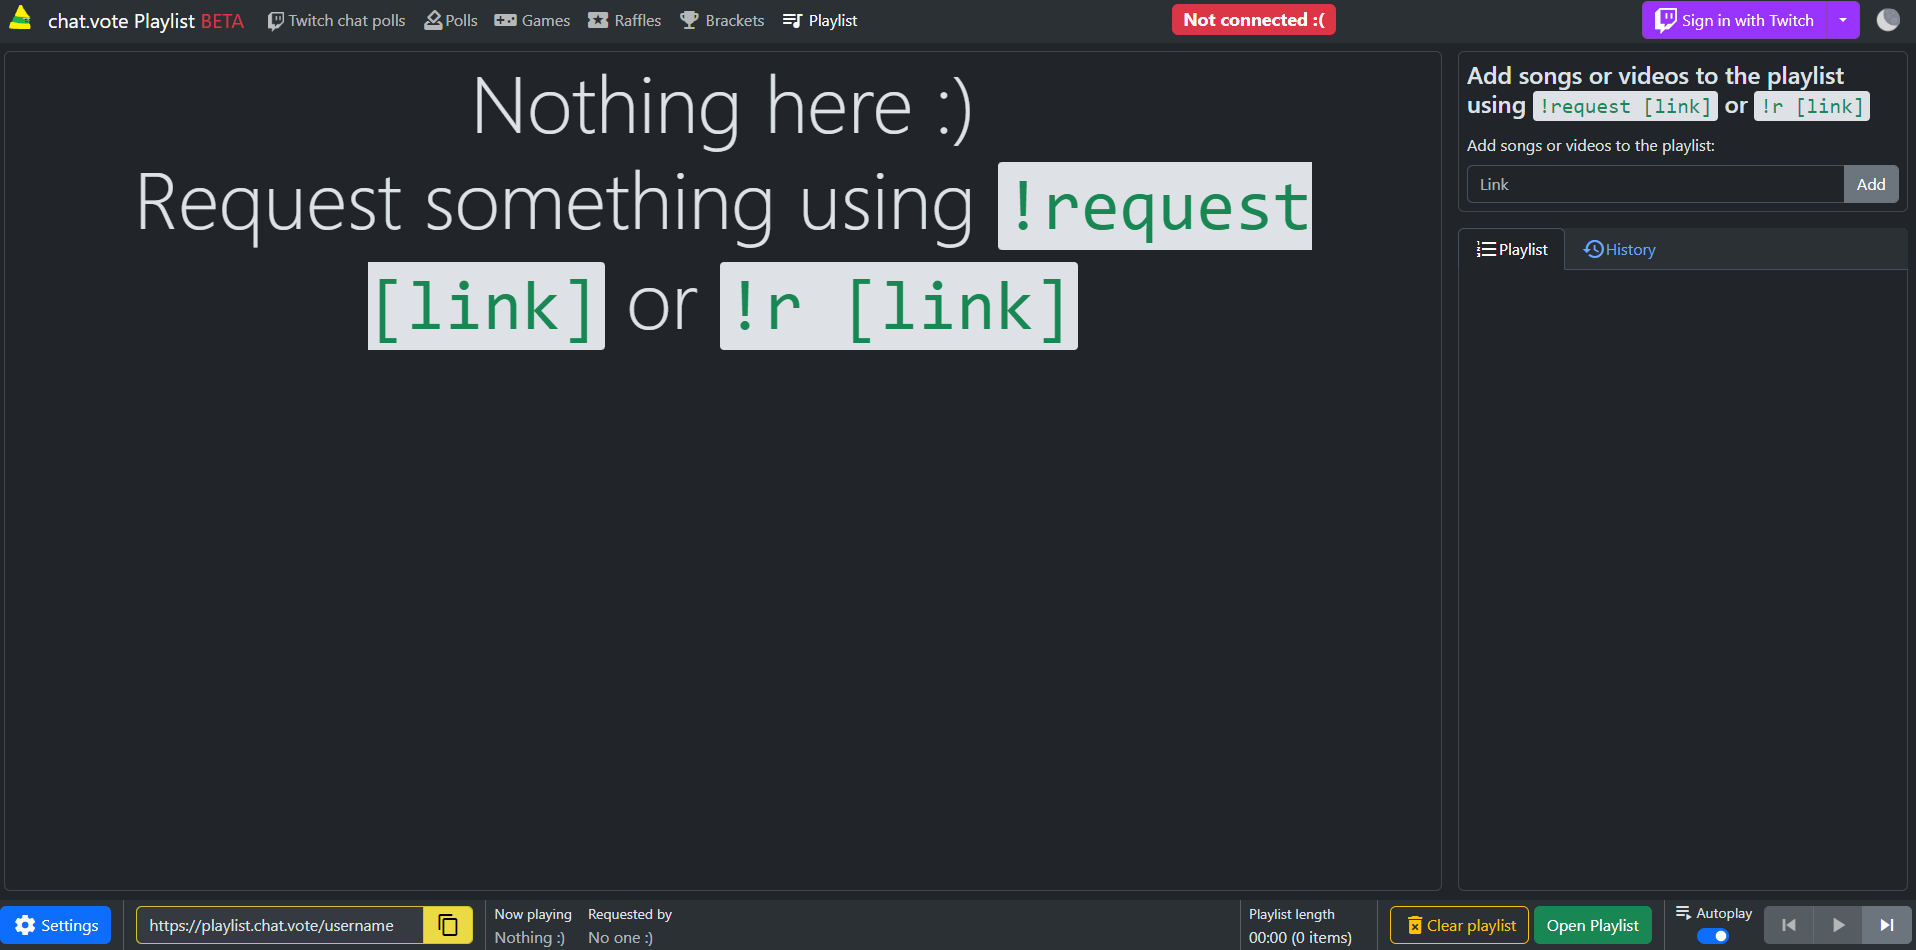 chat.vote Playlist BETA
Twitch chat polls
Polls
Games
Raffles
Brackets
Playlist
Not connected :(
Sign in with Twitch
Nothing here :)
Request something using !request
[link] or !r [link]
Add songs or videos to the playlist
using !request [link] or !r [link]
Add songs or videos to the playlist:
Link
Add
Playlist
History
Settings
https://playlist.chat.vote/username
Now playing
Nothing :)
Requested by
No one :)
Playlist length
00:00 (0 items)
Clear playlist
Open Playlist
Autoplay